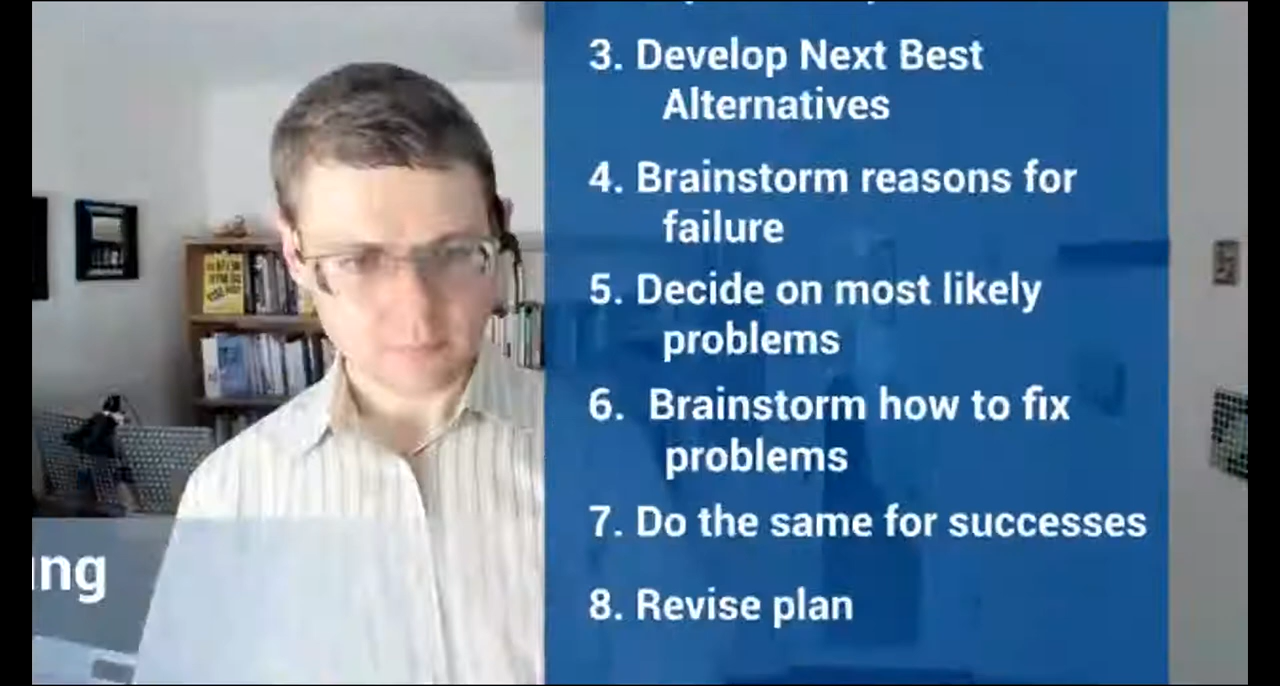 3. Develop Next Best
Alternatives
4. Brainstorm reasons for
failure
5. Decide on most likely
problems
6. Brainstorm how to fix
problems
7. Do the same for successes
8. Revise plan
ing